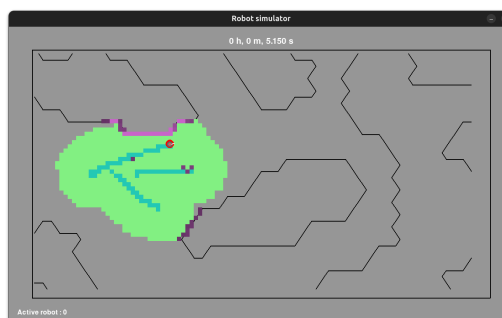 Robot simulator
0 h, 0 m, 5.150 s
Active robot : 0